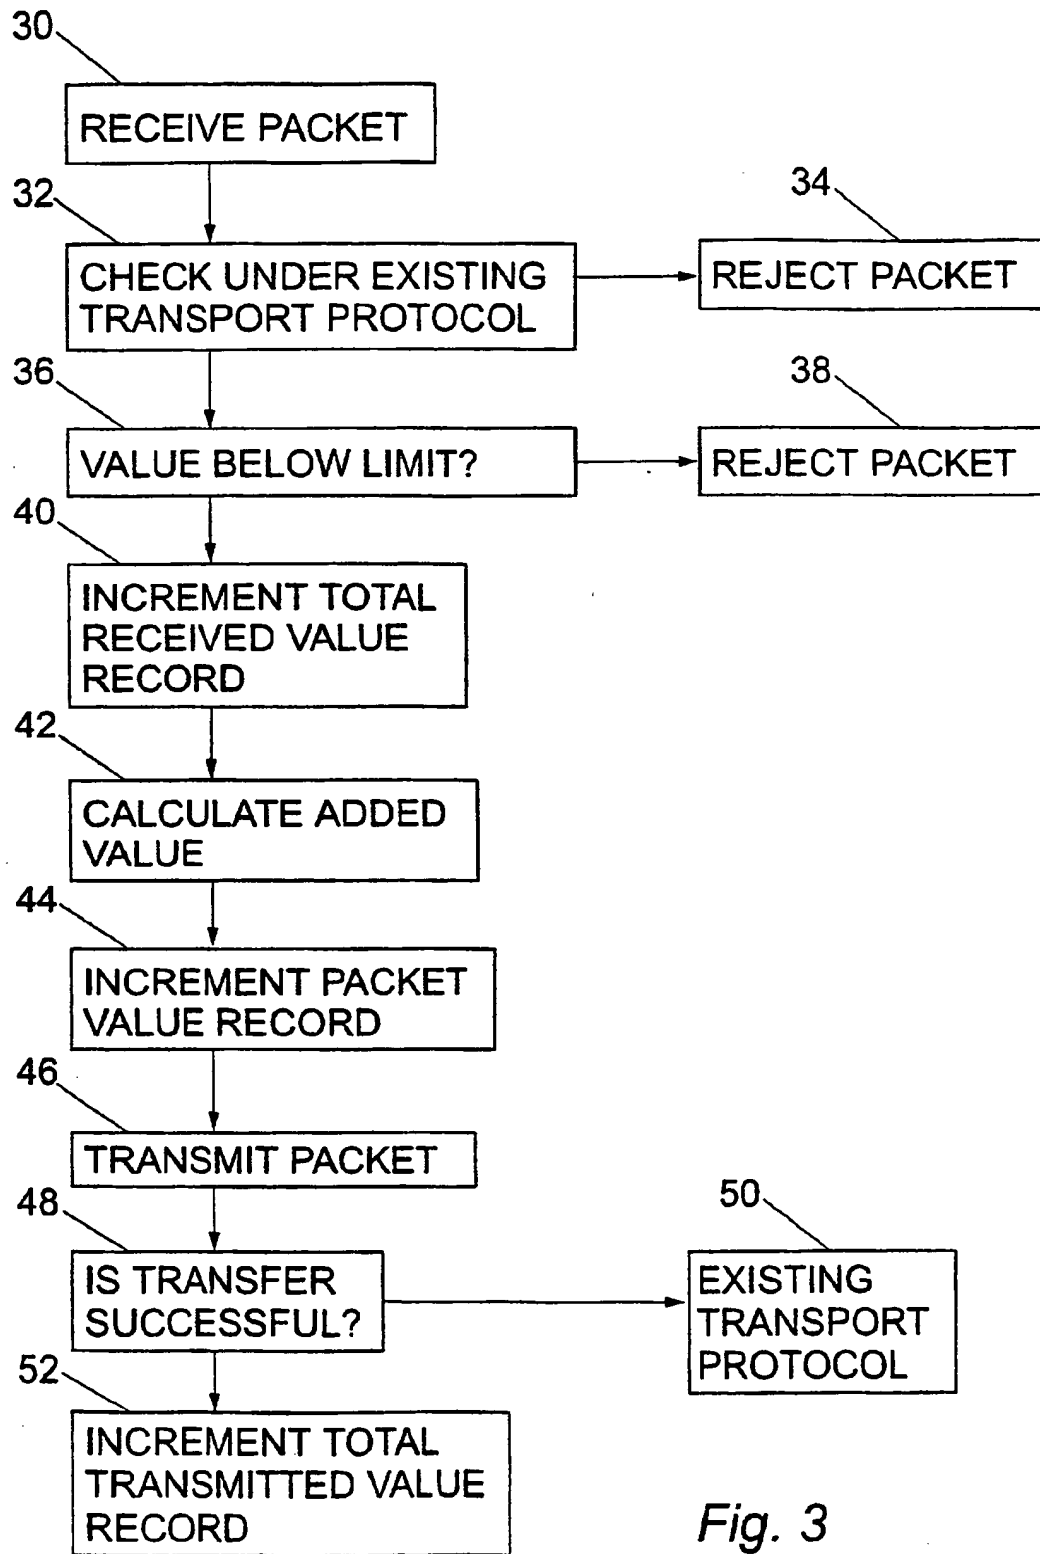 30
RECEIVE PACKET
32
CHECK UNDER EXISTING
TRANSPORT PROTOCOL
34
REJECT PACKET
36
VALUE BELOW LIMIT?
38
REJECT PACKET
40
INCREMENT TOTAL
RECEIVED VALUE
RECORD
42
CALCULATE ADDED
VALUE
44
INCREMENT PACKET
VALUE RECORD
46
TRANSMIT PACKET
48
IS TRANSFER
SUCCESSFUL?
50
EXISTING
TRANSPORT
PROTOCOL
52
INCREMENT TOTAL
TRANSMITTED VALUE
RECORD
Fig. 3